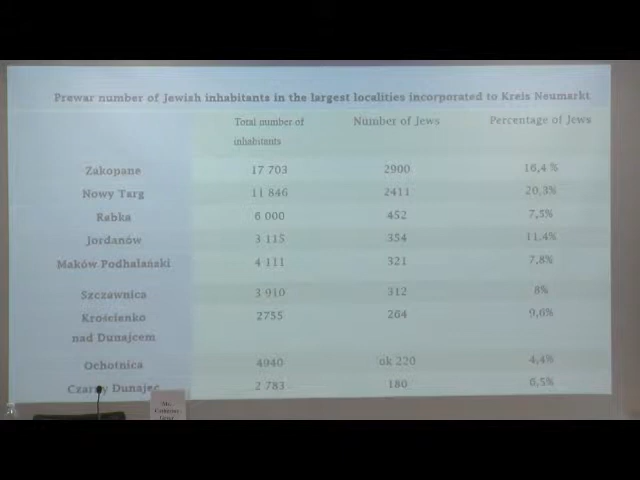 Prewar number of Jewish inhabitants in the largest localities incorporated to Kreis Neumarkt
Total number of inhabitants Number of Jews Percentage of Jews
Zakopane 17 703 2900 16,4 %
Nowy Targ 11 846 2411 20,3%
Rabka 6 000 452 7,5%
Jordanów 3 115 354 11.4%
Maków Podhalański 4 111 321 7,8%
Szczawnica 3 910 312 8%
Krościenko nad Dunajcem 2755 264 9,6%
Ochotnica 4940 ok 220 4,4%
Czarny Dunajec 2 783 180 6,5%
Ms.